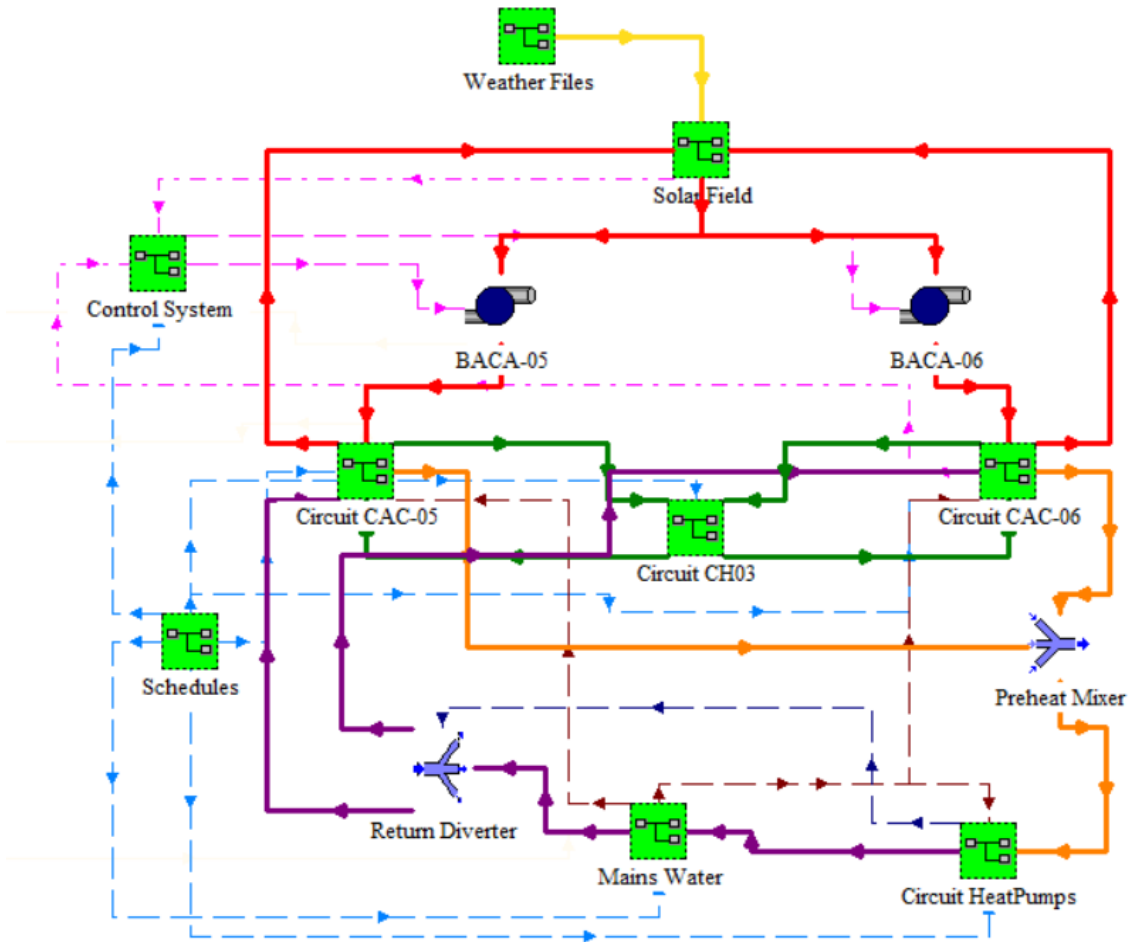 Weather Files
Solar Field
Control System
BACA-05
BACA-06
Circuit CAC-05
Circuit CAC-06
Circuit CH03
Schedules
Preheat Mixer
Return Diverter
Mains Water
Circuit HeatPumps